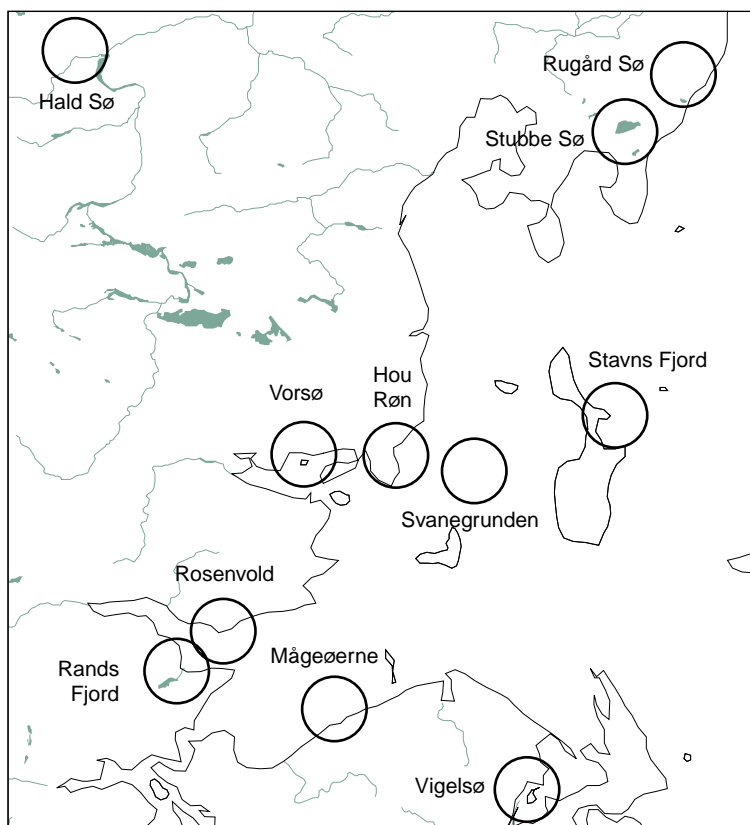 Rugård Sø
Hald Sø
Stubbe Sø
Stavns Fjord
Hou
Røn
Vorsø
Svanegrunden
Rosenvold
Mågeøerne
Rands
Fjord
Vigelsø